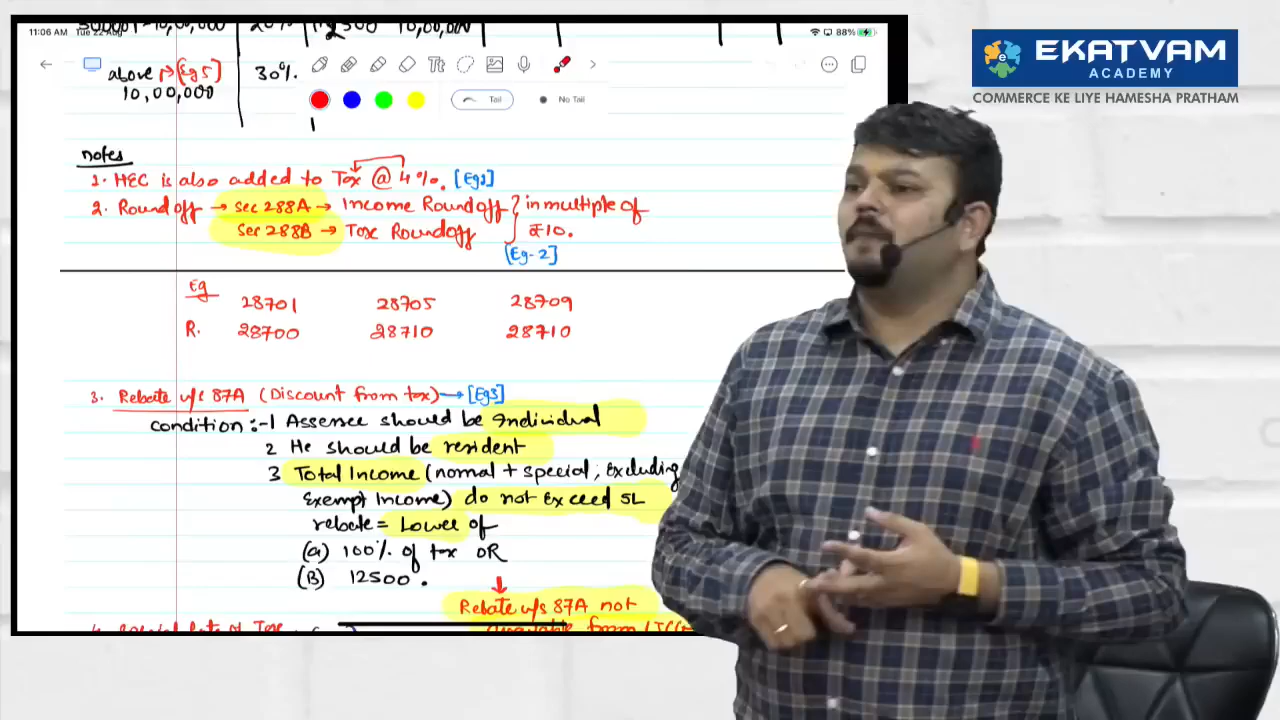 11:06 AM Tue 22 Aug
88%
above → [Eg 5] 30%.
10,00,000
Tail
No Tail
EKATVAM
ACADEMY
COMMERCE KE LIYE HAMESHA PRATHAM
notes
1. HEC is also added to Tax @ 4%. [Eg1]
2. Round off → Sec 288A → Income Roundoff } in multiple of
Sec 288B → Tax Roundoff ₹10.
[Eg-2]
Eg 28701 28705 28709
R. 28700 28710 28710
3. Rebate u/s 87A (Discount from tax) → [Eg3]
condition :-1 Assessee should be Individual
2 He should be resident
3 Total Income (normal + special, excluding
Exempt Income) do not Exceed 5L
rebate = Lower of
(a) 100% of tax OR
(B) 12500.
Rebate u/s 87A not